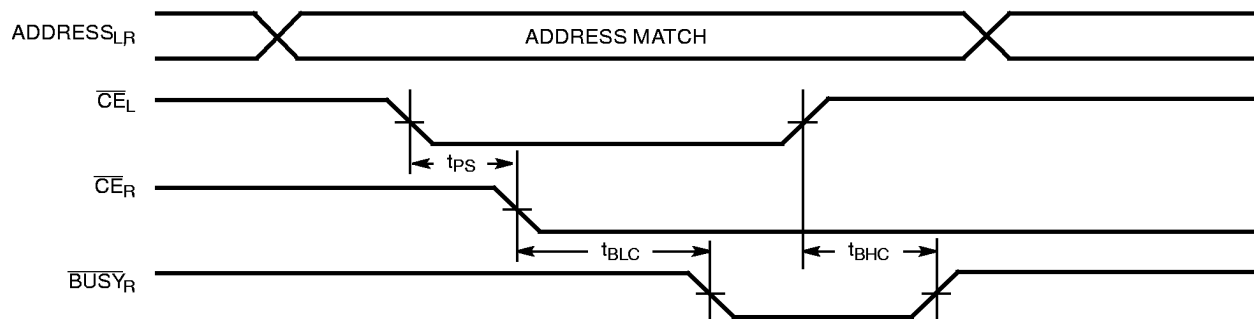 ADDRESSLR
ADDRESS MATCH
CEL
tPS
CER
tBLC
tBHC
BUSYR